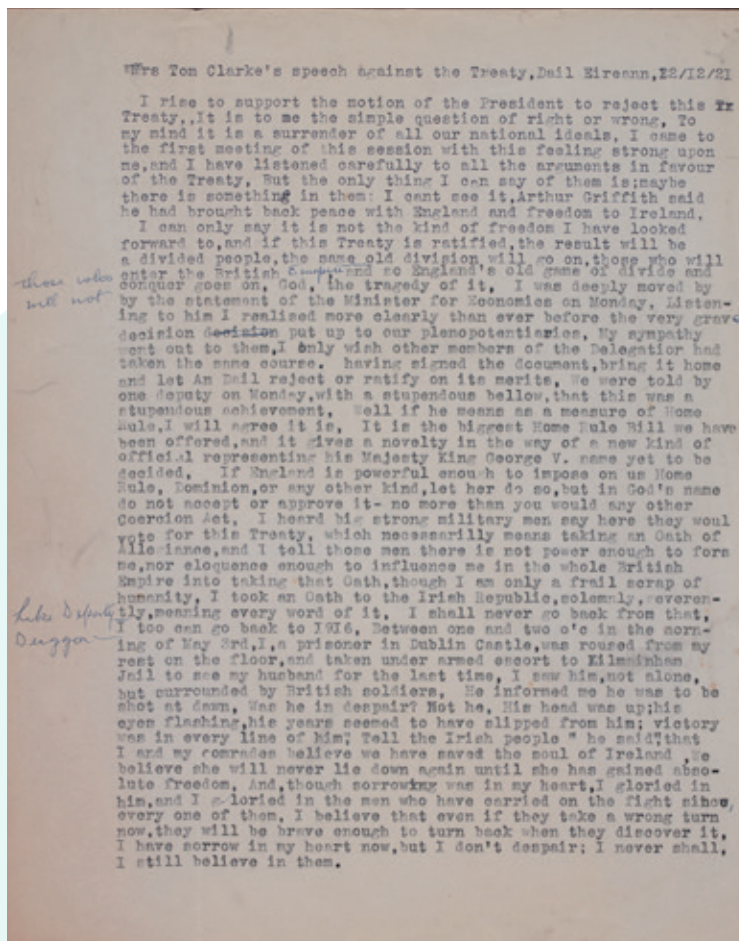 Mrs Tom Clarke's speech against the Treaty,Dail Eireann,22/12/21
I rise to support the motion of the President to reject this
Treaty,.It is to me the simple question of right or wrong, To
my mind it is a surrender of all our national ideals, I came to
the first meeting of this session with this feeling strong upon
me,and I have listened carefully to all the arguments in favour
of the Treaty, But the only thing I can say of them is;maybe
there is something in them: I cant see it,Arthur Griffith said
he had brought back peace with England and freedom to Ireland,
I can only say it is not the kind of freedom I have looked
forward to,and if this Treaty is ratified,the result will be
a divided people,the same old division will go on,those who will
enter the British Empire and so England's old game of divide and
those who
will not
conquer goes on, God, the tragedy of it, I was deeply moved by
by the statement of the Minister for Economics on Monday, Listen-
ing to him I realised more clearly than ever before the very grave
decision decision put up to our plenopotentiaries, My sympathy
went out to them,I only wish other members of the Delegation had
taken the same course. having signed the document,bring it home
and let An Dail reject or ratify on its merits, We were told by
one deputy on Monday,with a stupendous bellow,that this was a
stupendous achievement, Well if he means as a measure of Home
Rule,I will agree it is, It is the biggest Home Rule Bill we have
been offered,and it gives a novelty in the way of a new kind of
official representing his Majesty King George V. name yet to be
decided, If England is powerful enough to impose on us Home
Rule, Dominion,or any other kind,let her do so,but in God's name
do not accept or approve it- no more than you would any other
Coercion Act, I heard big strong military men say here they woul
vote for this Treaty, which necessarilly means taking an Oath of
Allegiance,and I tell those men there is not power enough to fors
me,nor eloquence enough to influence me in the whole British
Empire into taking that Oath,though I am only a frail scrap of
humanity, I took an Oath to the Irish Republic,solemnly,reveren-
tly,meaning every word of it, I shall never go back from that,
Like Deputy
Duggan
I too can go back to 1916, Between one and two o'c in the morn-
ing of May 3rd,I,a prisoner in Dublin Castle,was roused from my
rest on the floor,and taken under armed escort to Kilmainham
Jail to see my husband for the last time, I saw him,not alone,
but surrounded by British soldiers, He informed me he was to be
shot at dawn, Was he in despair? Not he, His head was up;his
eyes flashing,his years seemed to have slipped from him; victory
was in every line of him, Tell the Irish people " he said",that
I and my comrades believe we have saved the soul of Ireland ,We
believe she will never lie down again until she has gained abso-
lute freedom, And,though sorrowing was in my heart,I gloried in
him,and I g-loried in the men who have carried on the fight since,
every one of them, I believe that even if they take a wrong turn
now,they will be brave enough to turn back when they discover it,
I have sorrow in my heart now,but I don't despair; I never shall,
I still believe in them.